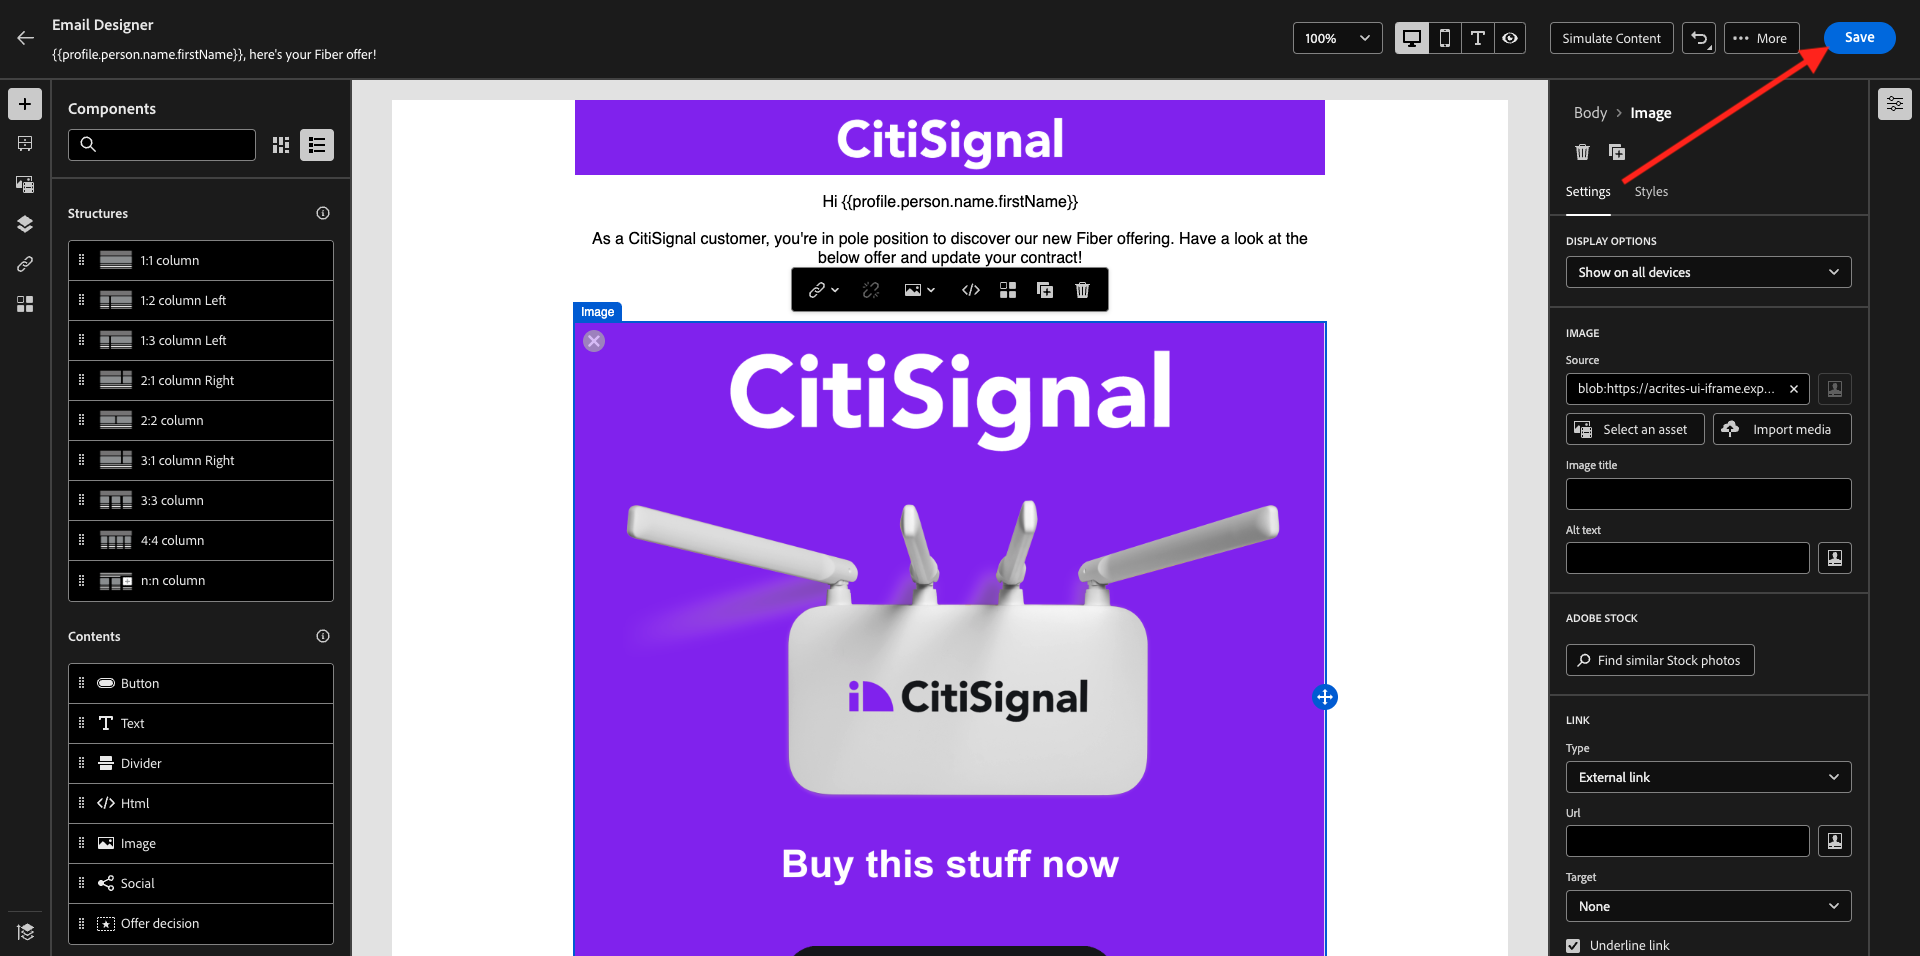 Email Designer
{{profile.person.name.firstName}}, here's your Fiber offer!
100%
Simulate Content
More
Save
Components
Structures
1:1 column
1:2 column Left
1:3 column Left
2:1 column Right
2:2 column
3:1 column Right
3:3 column
4:4 column
n:n column
Contents
Button
Text
Divider
Html
Image
Social
Offer decision
CitiSignal
Hi {{profile.person.name.firstName}}
As a CitiSignal customer, you're in pole position to discover our new Fiber offering. Have a look at the
below offer and update your contract!
Image
CitiSignal
CitiSignal
Buy this stuff now
Body > Image
Settings
Styles
DISPLAY OPTIONS
Show on all devices
IMAGE
Source
blob:https://acrites-ui-iframe.exp...
Select an asset
Import media
Image title
Alt text
ADOBE STOCK
Find similar Stock photos
LINK
Type
External link
Url
Target
None
Underline link